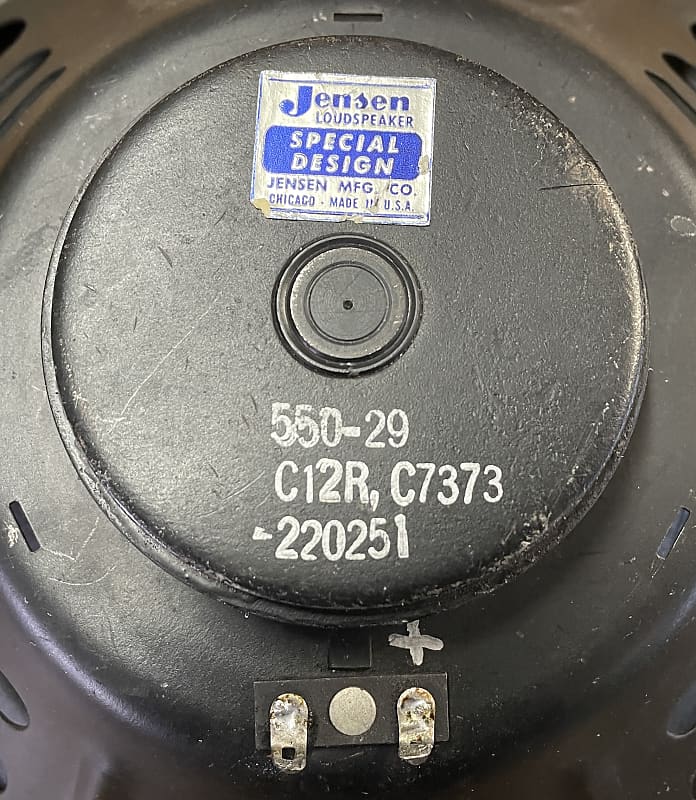 Jensen
LOUDSPEAKER
SPECIAL
DESIGN
JENSEN MFG. CO.
CHICAGO - MADE IN U.S.A.
550-29
C12R, C7373
-220251
+